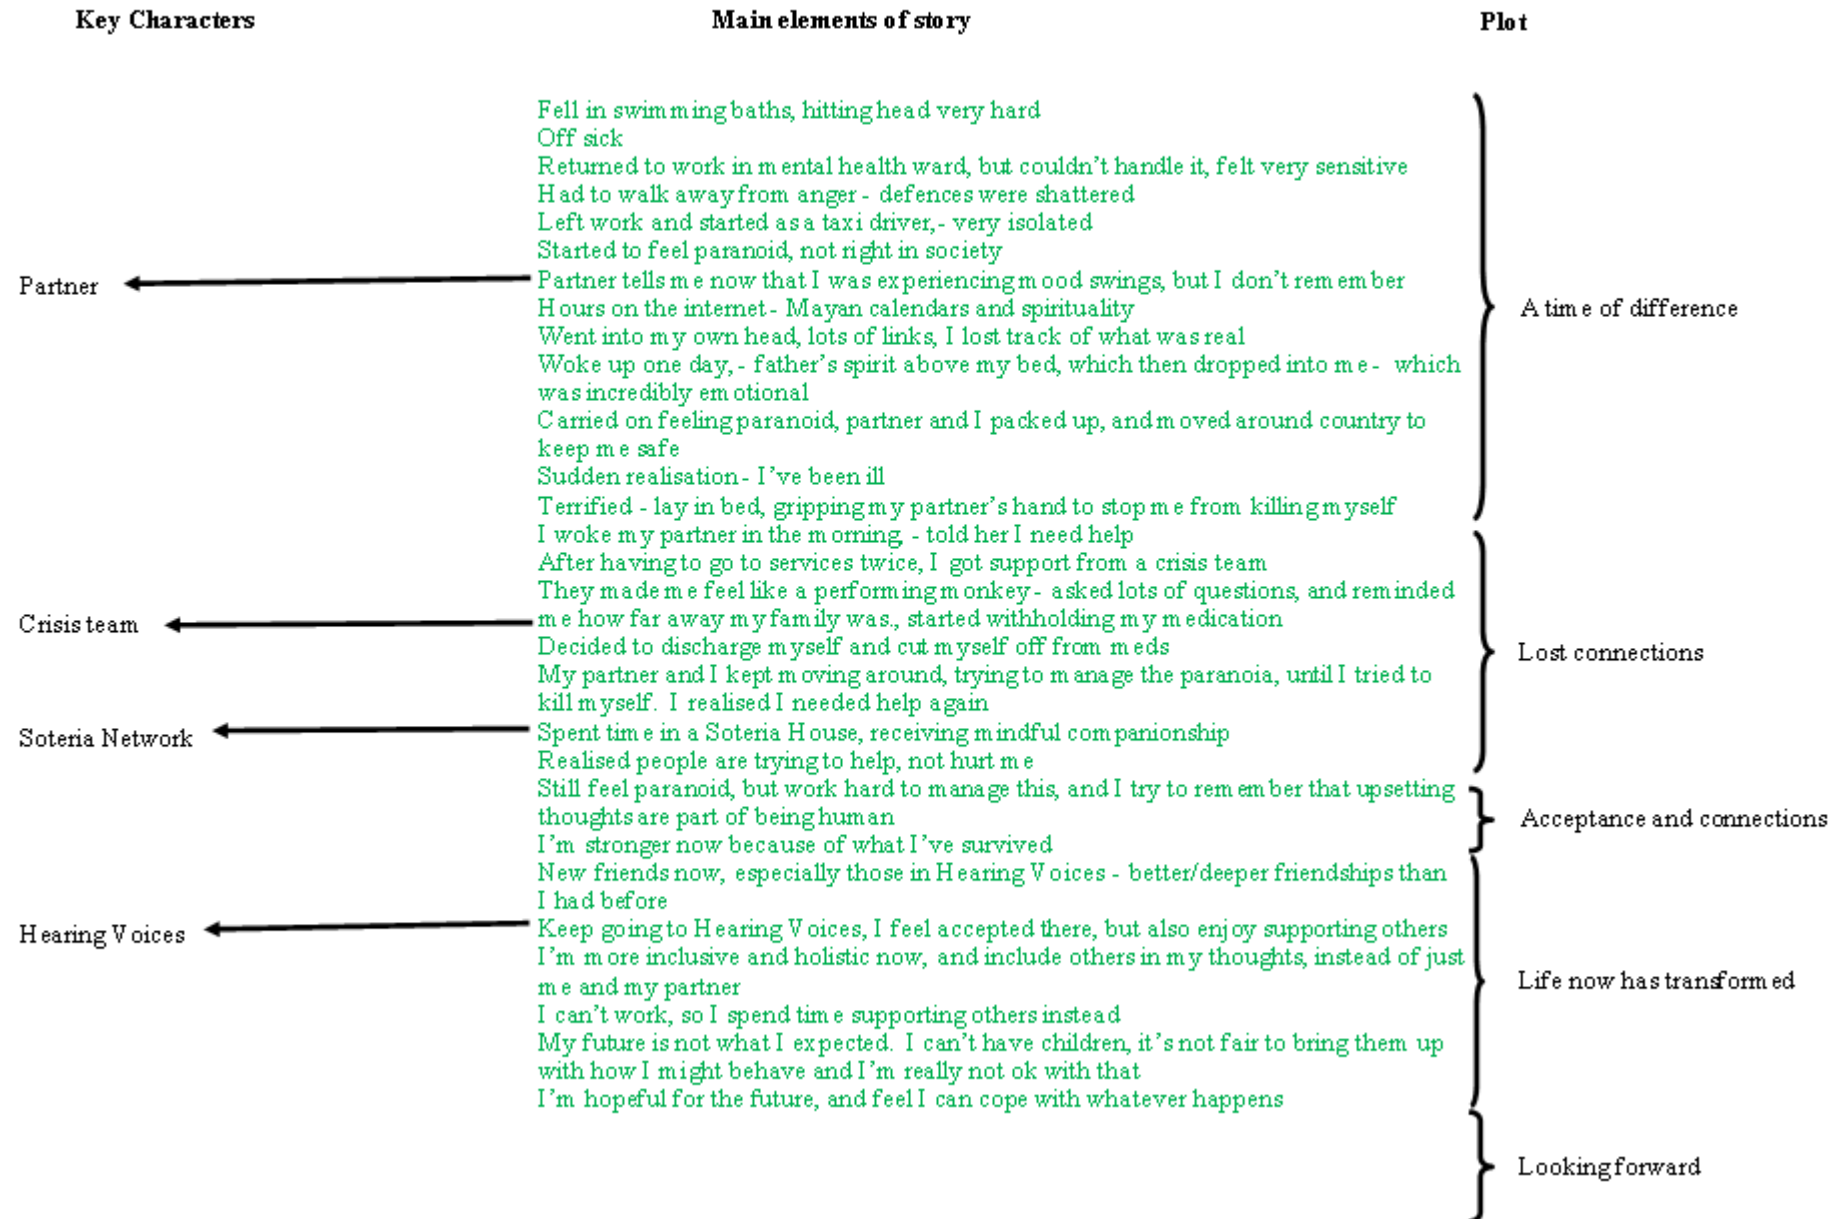 Key Characters Main elements of story Plot
Fell in swimming baths, hitting head very hard
Off sick
Returned to work in mental health ward, but couldn't handle it, felt very sensitive
Had to walk away from anger - defences were shattered
Left work and started as a taxi driver,- very isolated
Started to feel paranoid, not right in society
Partner
Partner tells me now that I was experiencing mood swings, but I don't remember
Hours on the internet - Mayan calendars and spirituality
A time of difference
Went into my own head, lots of links, I lost track of what was real
Woke up one day, - father's spirit above my bed, which then dropped into me - which
was incredibly emotional
Carried on feeling paranoid, partner and I packed up, and moved around country to
keep me safe
Sudden realisation - I've been ill
Terrified - lay in bed, gripping my partner's hand to stop me from killing myself
I woke my partner in the morning, - told her I need help
After having to go to services twice, I got support from a crisis team
They made me feel like a performing monkey - asked lots of questions, and reminded
Crisis team
me how far away my family was., started withholding my medication
Decided to discharge myself and cut myself off from meds
Lost connections
My partner and I kept moving around, trying to manage the paranoia, until I tried to
kill myself. I realised I needed help again
Soteria Network
Spent time in a Soteria House, receiving mindful companionship
Realised people are trying to help, not hurt me
Still feel paranoid, but work hard to manage this, and I try to remember that upsetting
thoughts are part of being human
Acceptance and connections
I'm stronger now because of what I've survived
New friends now, especially those in Hearing Voices - better/deeper friendships than
I had before
Hearing Voices
Keep going to Hearing Voices, I feel accepted there, but also enjoy supporting others
I'm more inclusive and holistic now, and include others in my thoughts, instead of just
me and my partner
Life now has transformed
I can't work, so I spend time supporting others instead
My future is not what I expected. I can't have children, it's not fair to bring them up
with how I might behave and I'm really not ok with that
I'm hopeful for the future, and feel I can cope with whatever happens
Looking forward